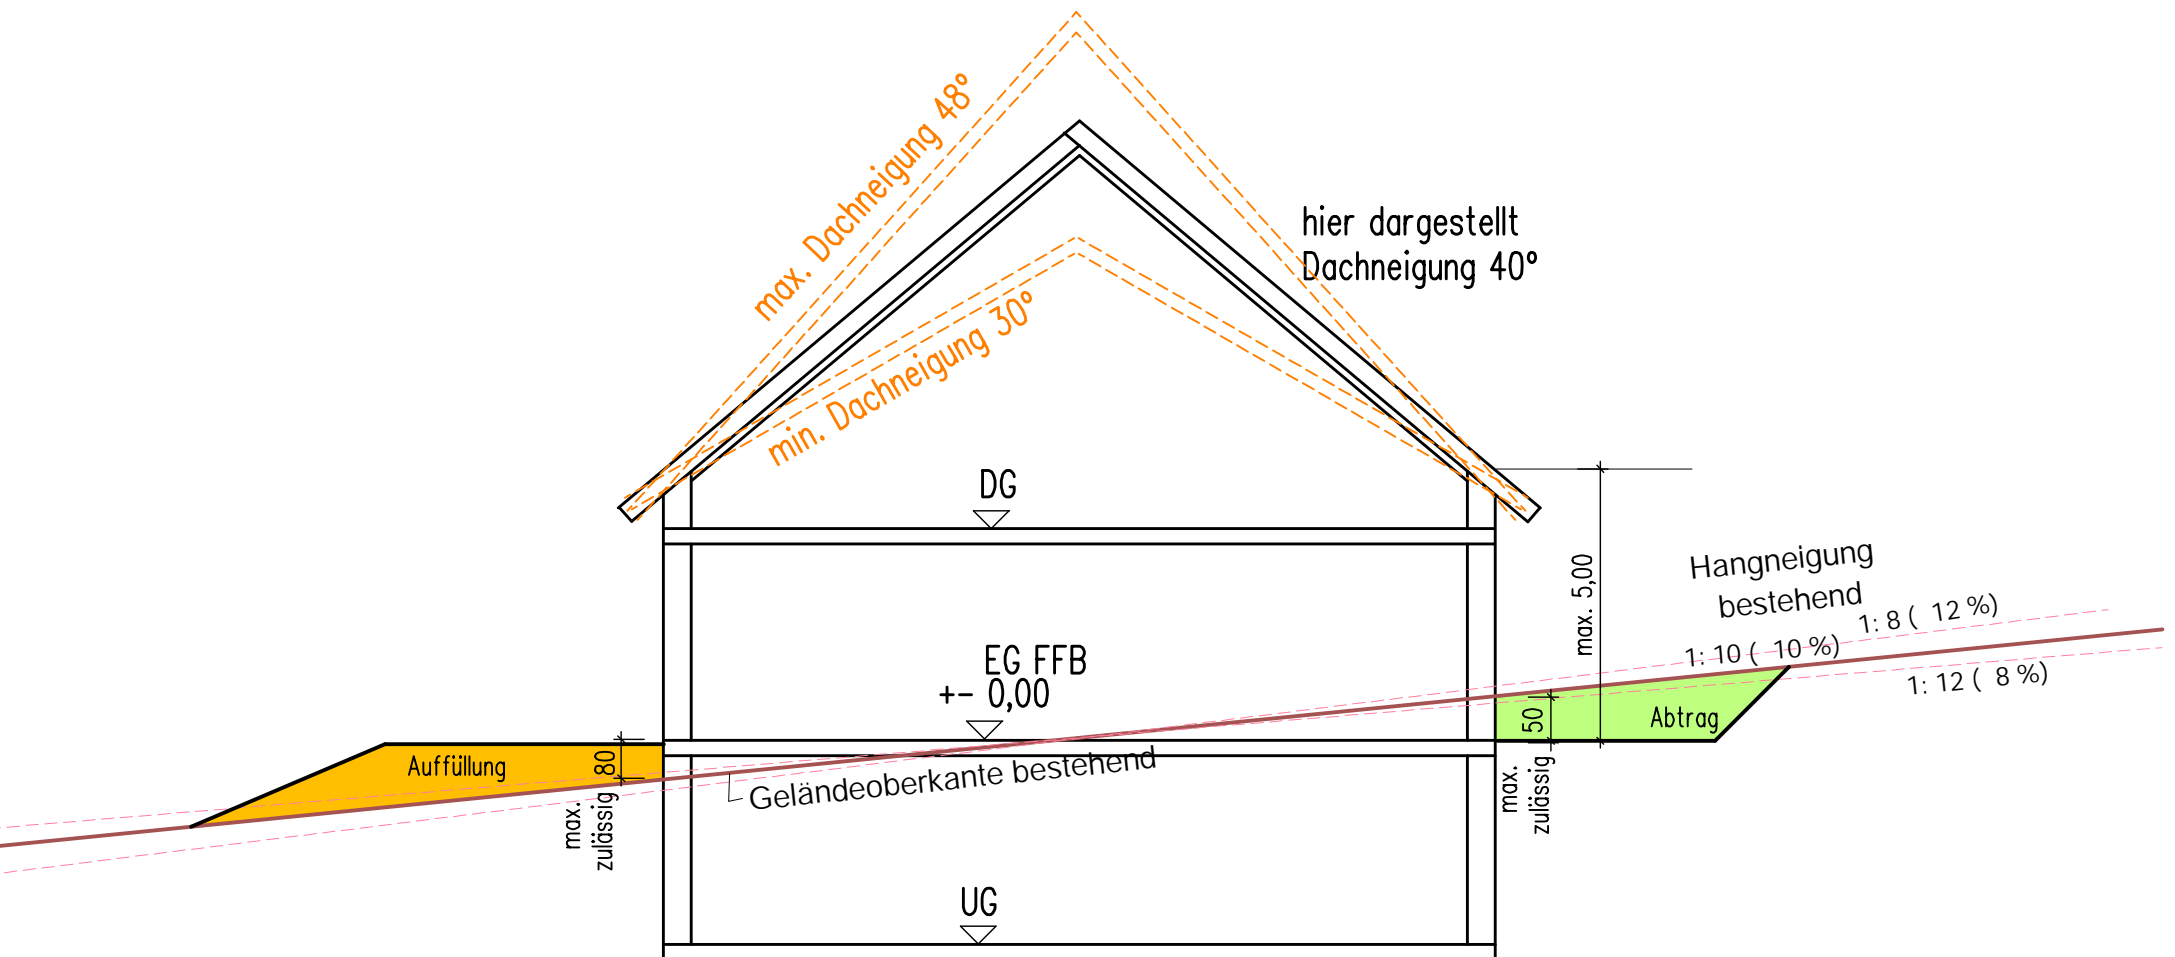 max. Dachneigung 48°
hier dargestellt
Dachneigung 40°
min. Dachneigung 30°
DG
Hangneigung
bestehend
max. 5,00
1: 8 ( 12 %)
1: 10 ( 10 %)
1: 12 ( 8 %)
EG FFB
+- 0,00
50
Abtrag
max.
zulässig
Auffüllung
80
max.
zulässig
Geländeoberkante bestehend
UG